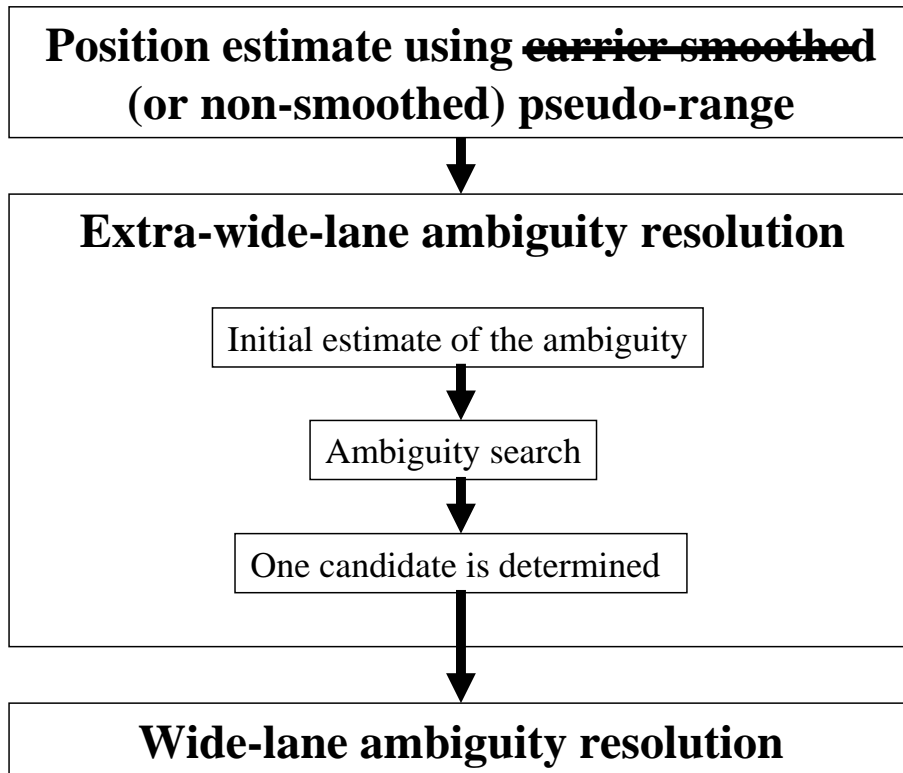 Position estimate using carrier smoothed
(or non-smoothed) pseudo-range
Extra-wide-lane ambiguity resolution
Initial estimate of the ambiguity
Ambiguity search
One candidate is determined
Wide-lane ambiguity resolution